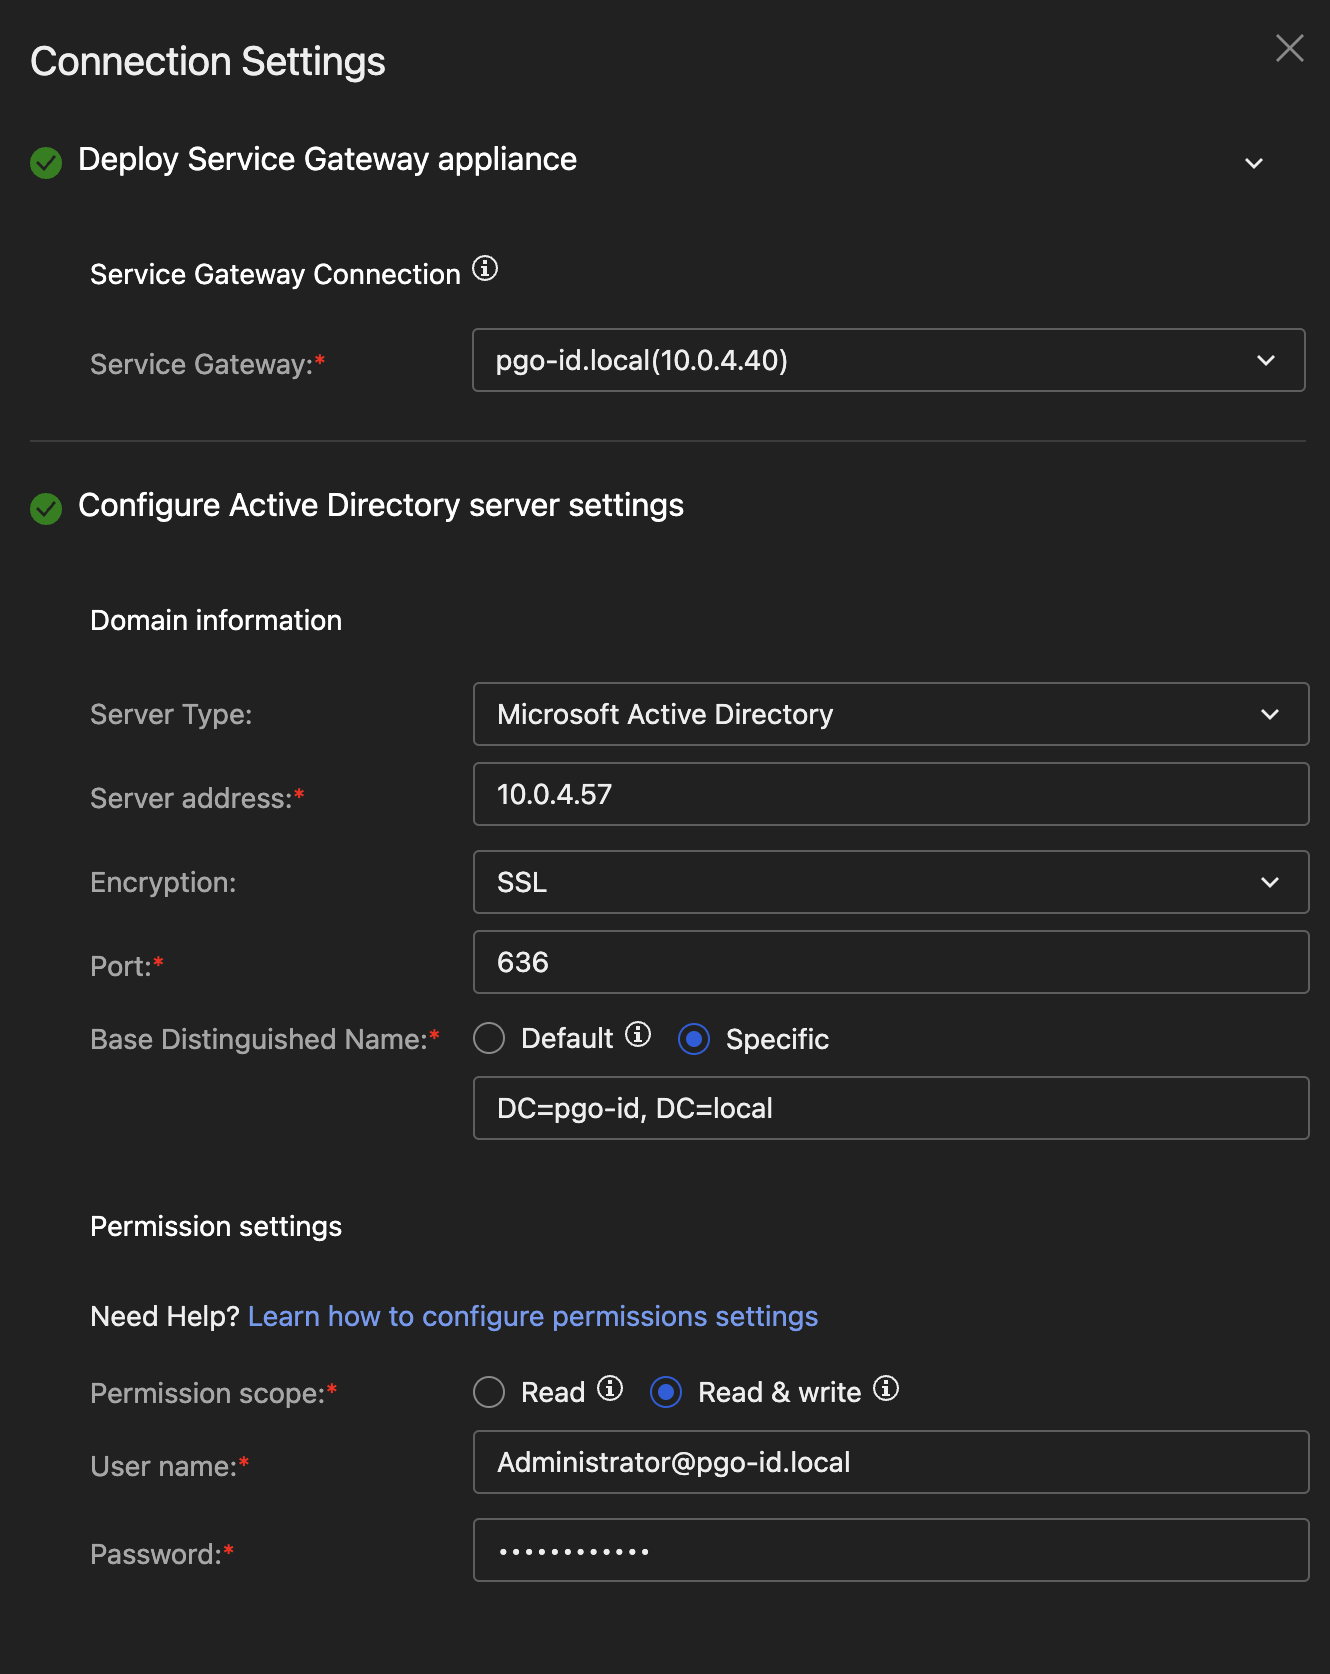 Connection Settings
Deploy Service Gateway appliance
Service Gateway Connection
Service Gateway:* pgo-id.local(10.0.4.40)
Configure Active Directory server settings
Domain information
Server Type: Microsoft Active Directory
Server address:* 10.0.4.57
Encryption: SSL
Port:* 636
Base Distinguished Name:* Default Specific
DC=pgo-id, DC=local
Permission settings
Need Help? Learn how to configure permissions settings
Permission scope:* Read Read & write
User name:* Administrator@pgo-id.local
Password:* ••••••••••••